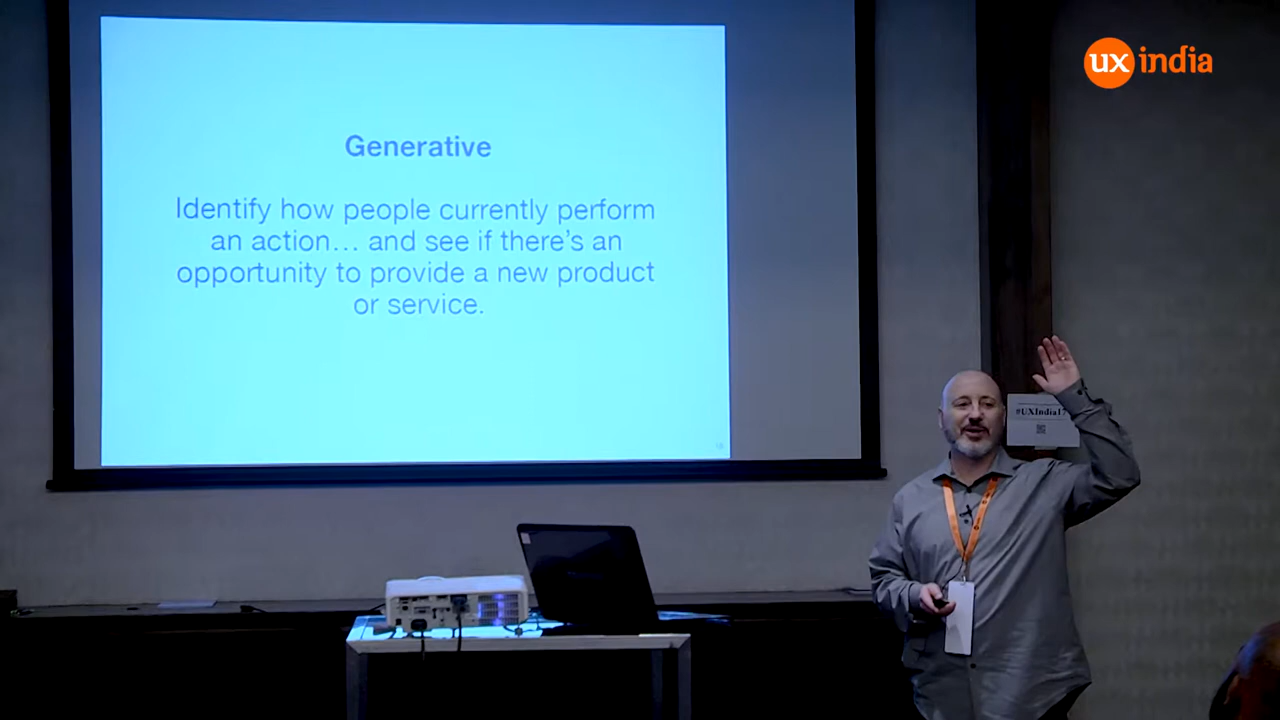 ux india
Generative
Identify how people currently perform
an action… and see if there's an
opportunity to provide a new product
or service.
#UXIndia17